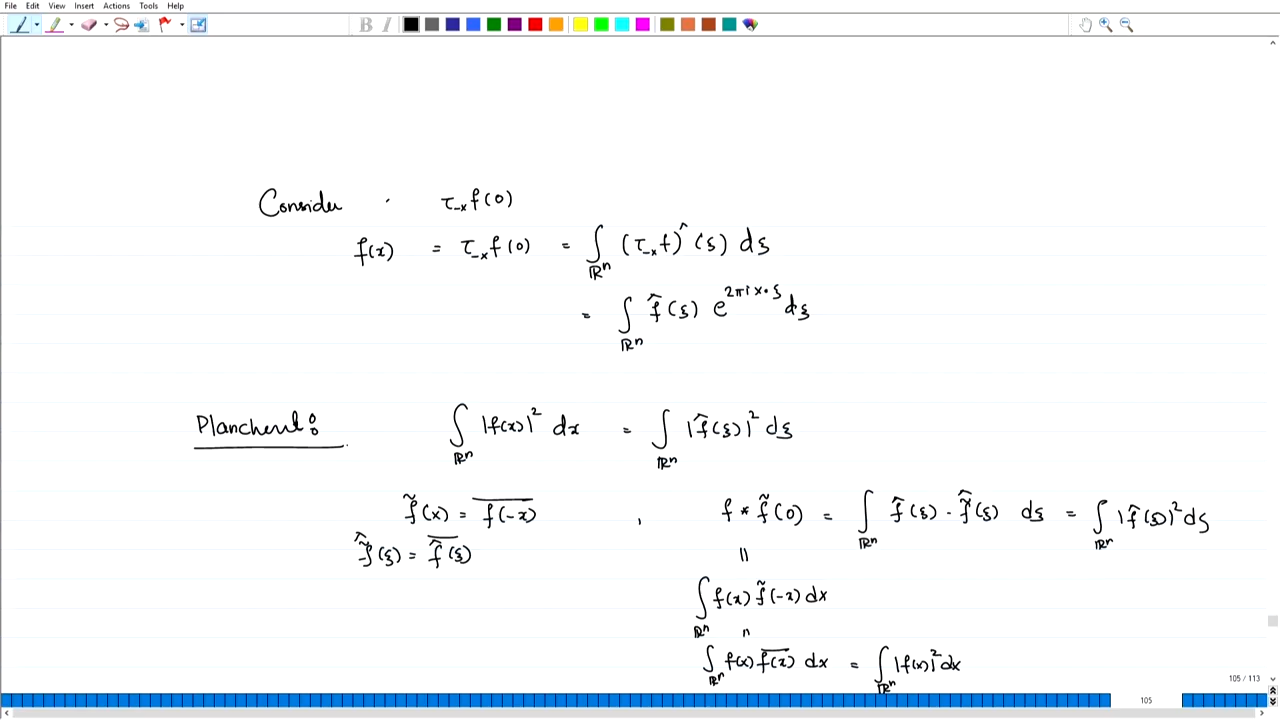 File Edit View Insert Actions Tools Help
B I
Consider τ₋ₓf(0)
f(x) = τ₋ₓf(0) = ∫_{ℝⁿ} (τ₋ₓf)^(ξ) dξ
= ∫_{ℝⁿ} f̂(ξ) e^{2πi x·ξ} dξ
Plancherel: ∫_{ℝⁿ} |f(x)|² dx = ∫_{ℝⁿ} |f̂(ξ)|² dξ
f̃(x) = \overline{f(-x)} , f * f̃(0) = ∫_{ℝⁿ} f̂(ξ) · \hat{f̃}(ξ) dξ = ∫_{ℝⁿ} |f̂(ξ)|² dξ
\hat{f̃}(ξ) = \overline{f̂(ξ)} ||
∫_{ℝⁿ} f(x) f̃(-x) dx
||
∫_{ℝⁿ} f(x) \overline{f(x)} dx = ∫_{ℝⁿ} |f(x)|² dx
105 / 113
105